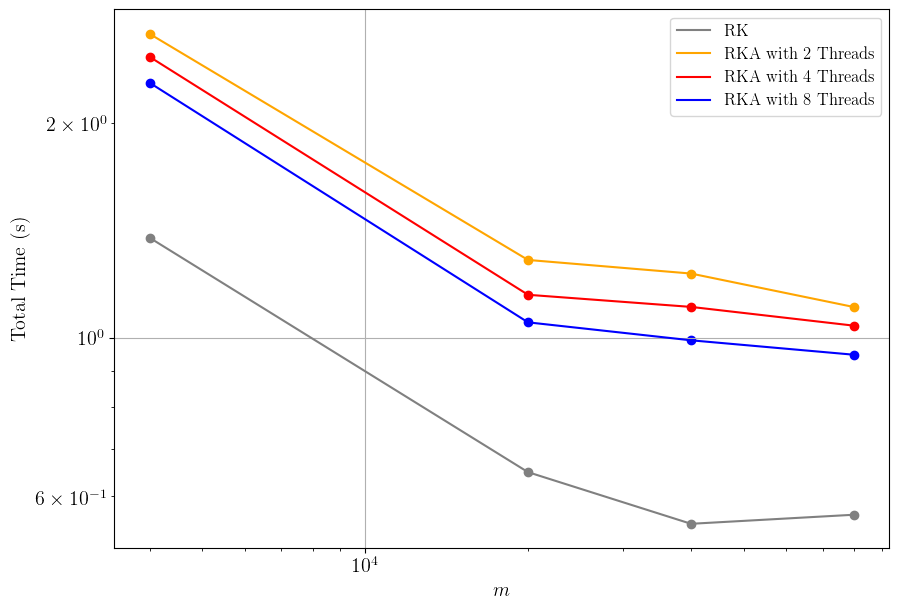 RK
RKA with 2 Threads
RKA with 4 Threads
RKA with 8 Threads
2 × 10⁰
10⁰
6 × 10⁻¹
Total Time (s)
10⁴
m